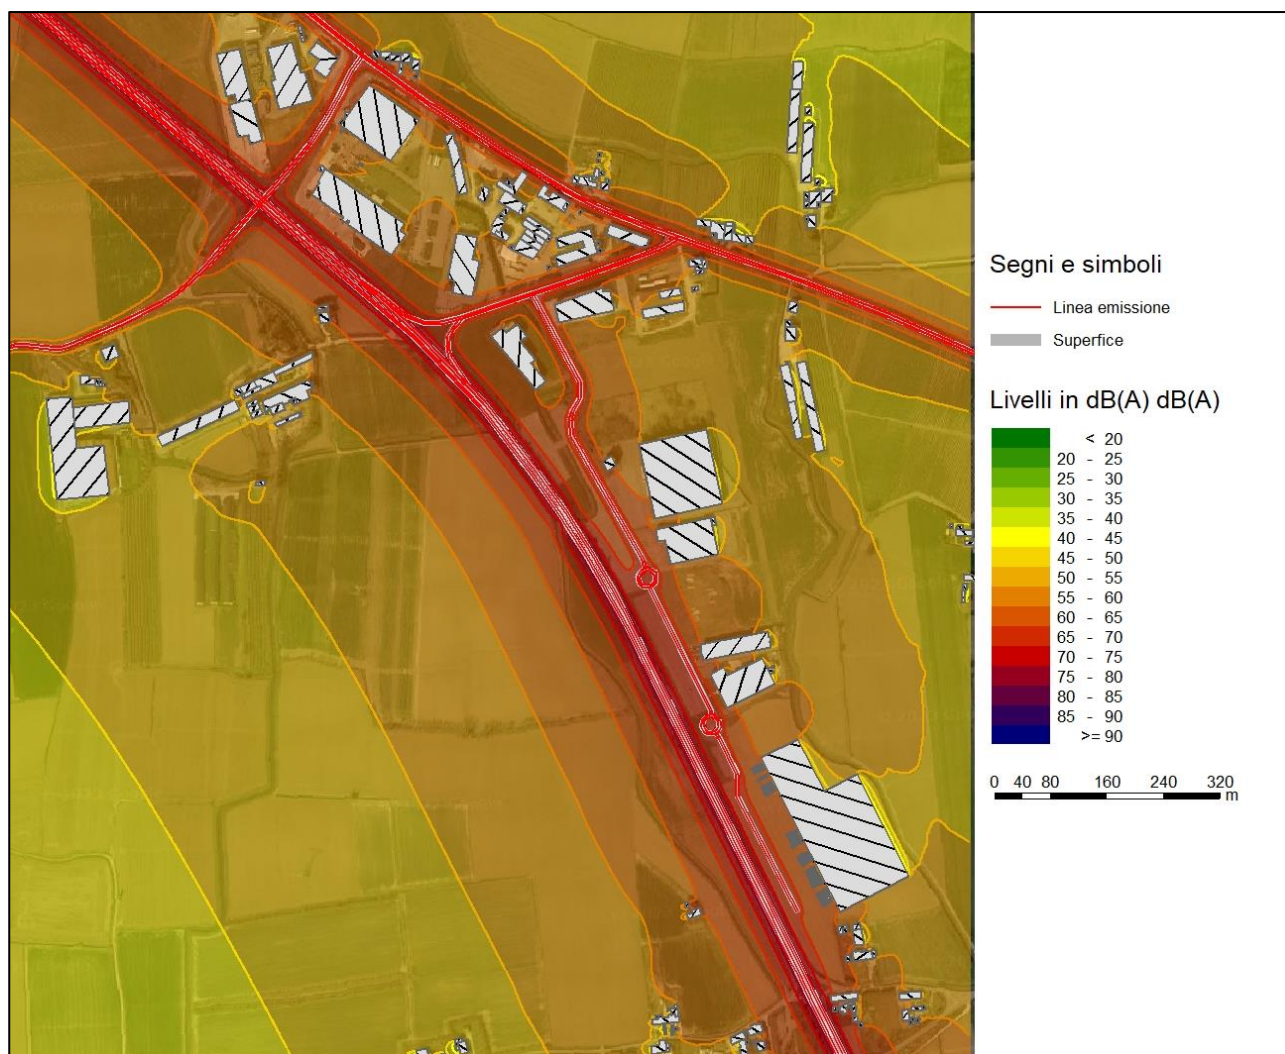 Segni e simboli
Linea emissione
Superfice
Livelli in dB(A) dB(A)
< 20
20 - 25
25 - 30
30 - 35
35 - 40
40 - 45
45 - 50
50 - 55
55 - 60
60 - 65
65 - 70
70 - 75
75 - 80
80 - 85
85 - 90
>= 90
0 40 80 160 240 320
m